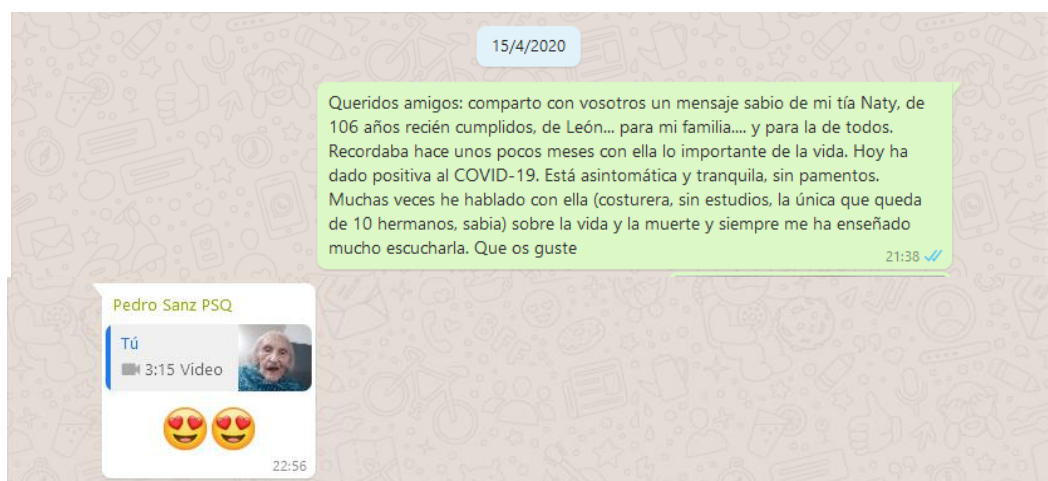 15/4/2020
Queridos amigos: comparto con vosotros un mensaje sabio de mi tía Naty, de
106 años recién cumplidos, de León... para mi familia.... y para la de todos.
Recordaba hace unos pocos meses con ella lo importante de la vida. Hoy ha
dado positiva al COVID-19. Está asintomática y tranquila, sin pamentos.
Muchas veces he hablado con ella (costurera, sin estudios, la única que queda
de 10 hermanos, sabia) sobre la vida y la muerte y siempre me ha enseñado
mucho escucharla. Que os guste
21:38
Pedro Sanz PSQ
Tú
3:15 Vídeo
22:56